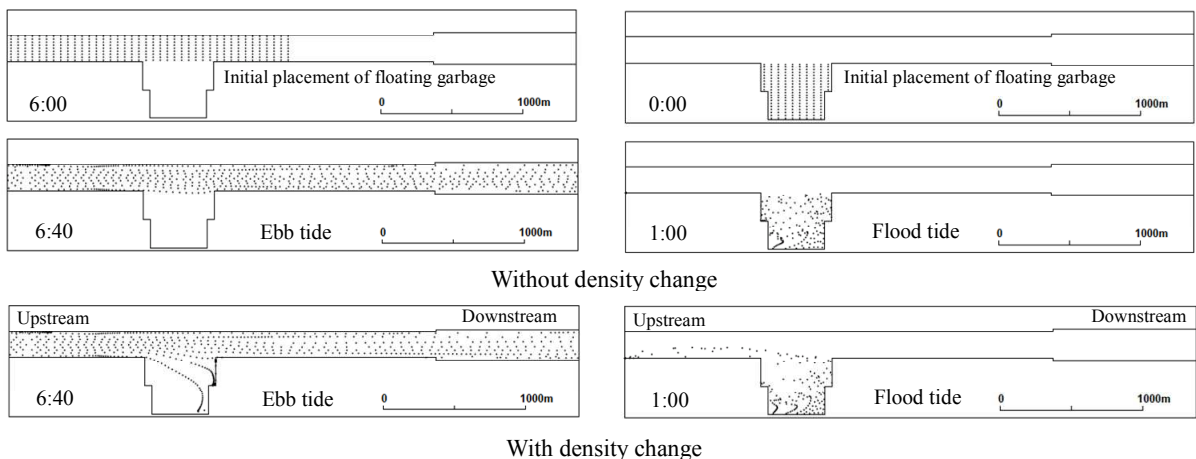 Initial placement of floating garbage
6:00
0 1000m
Initial placement of floating garbage
0:00
0 1000m
6:40 Ebb tide
0 1000m
1:00 Flood tide
0 1000m
Without density change
Upstream Downstream
6:40 Ebb tide
0 1000m
Upstream Downstream
1:00 Flood tide
0 1000m
With density change